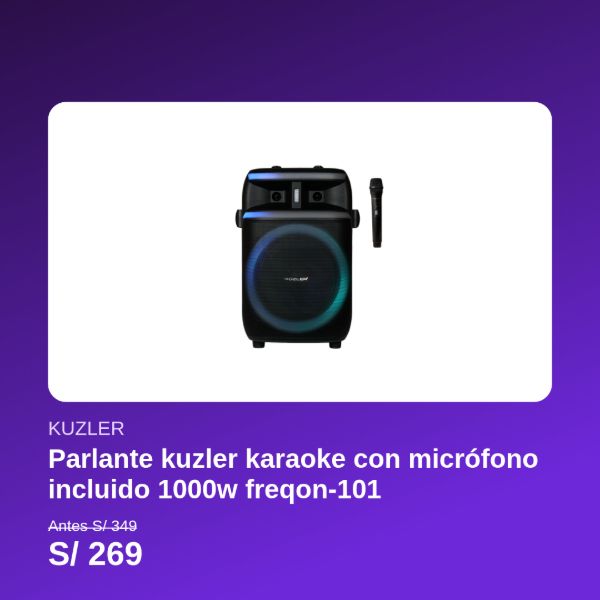 KUZLER
Parlante kuzler karaoke con micrófono
incluido 1000w freqon-101
Antes S/ 349
S/ 269